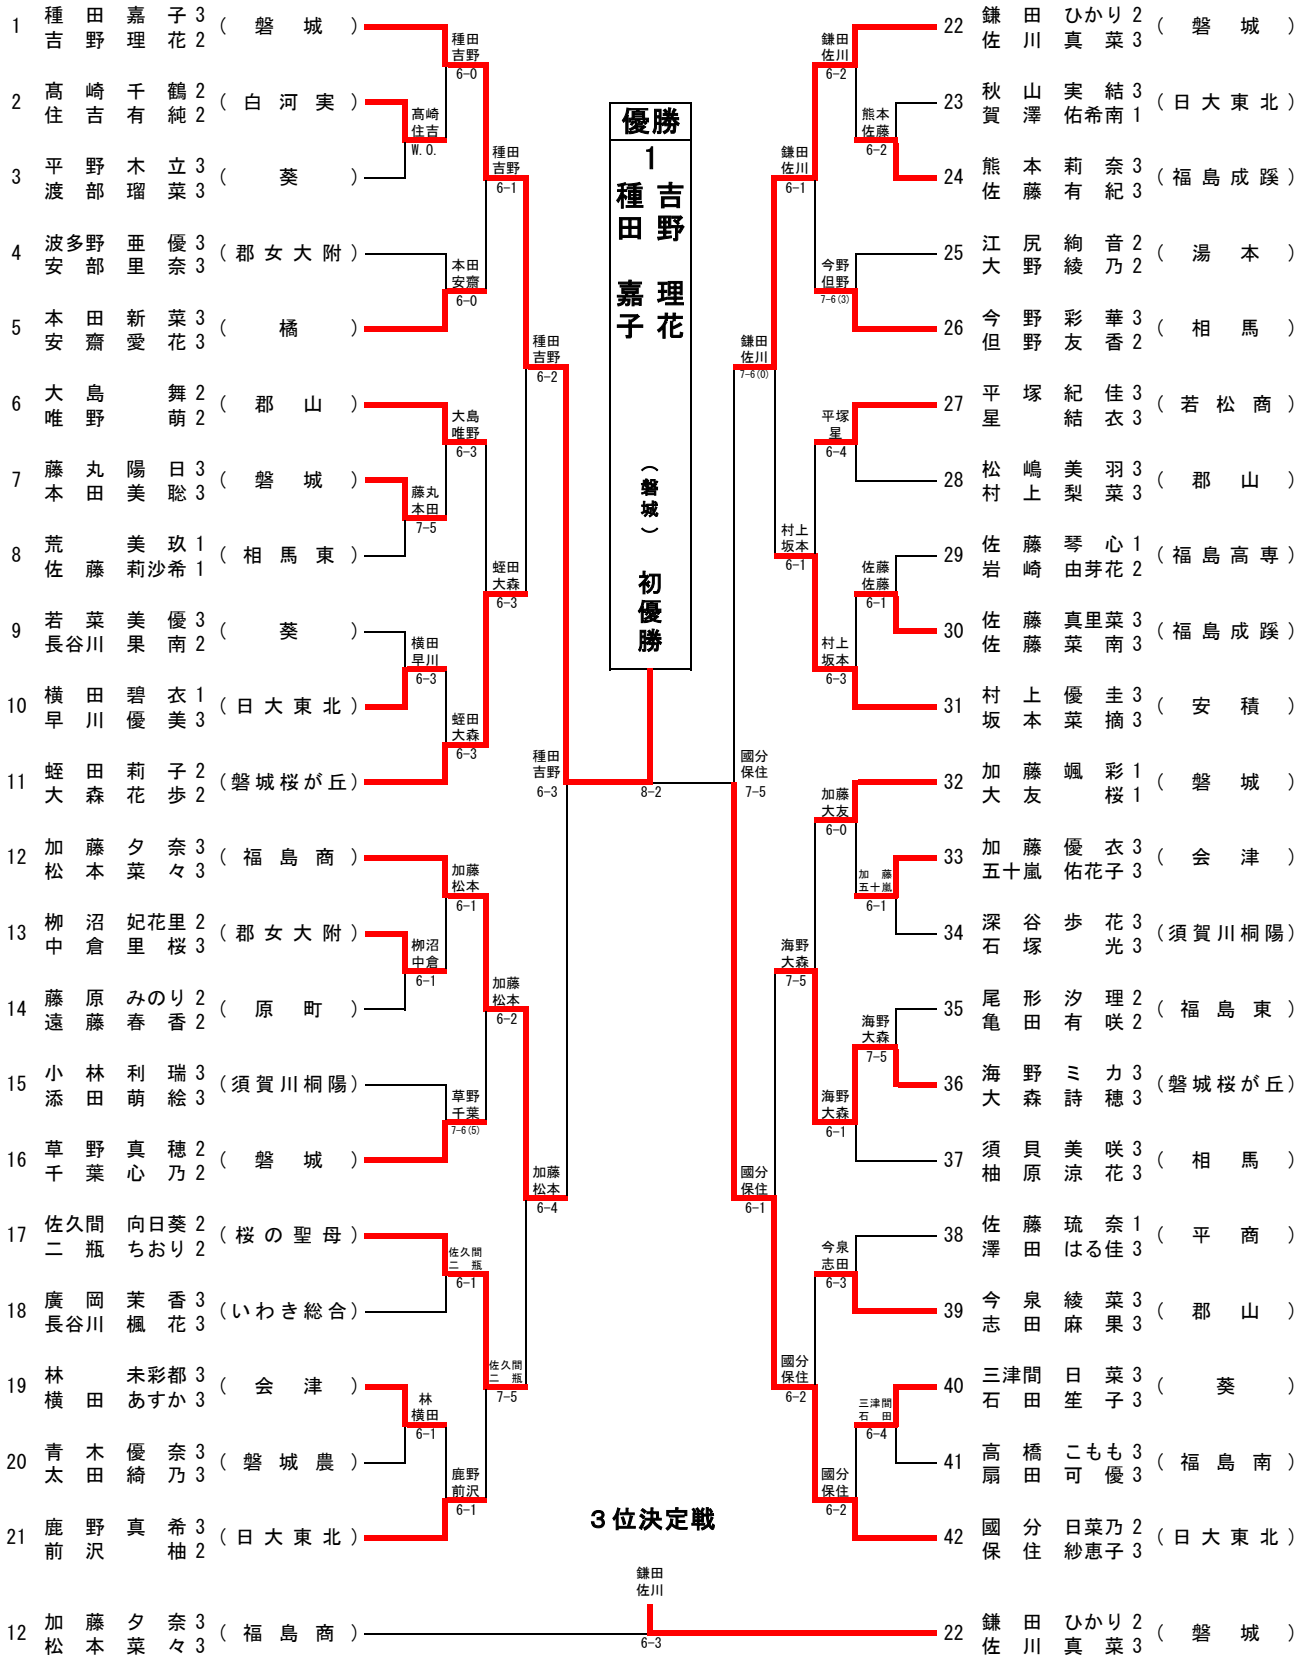 1 種田 嘉子 3 (磐城)
吉野 理花 2
2 髙崎 千鶴 2 (白河実)
住吉 有純 2
3 平野 木立 3 (葵)
渡部 瑠菜 3
4 波多野 亜優 3 (郡女大附)
安部 里奈 3
5 本田 新菜 3 (橘)
安齋 愛花 3
6 大島 舞 2 (郡山)
唯野 萌 2
7 藤丸 陽日 3 (磐城)
本田 美聡 3
8 荒 美玖 1 (相馬東)
佐藤 莉沙希 1
9 若菜 美優 3 (葵)
長谷川 果南 2
10 横田 碧衣 1 (日大東北)
早川 優美 3
11 蛭田 莉子 2 (磐城桜が丘)
大森 花歩 2
12 加藤 夕奈 3 (福島商)
松本 菜々 3
13 柳沼 妃花里 2 (郡女大附)
中倉 里桜 3
14 藤原 みのり 2 (原町)
遠藤 春香 2
15 小林 利瑞 3 (須賀川桐陽)
添田 萌絵 3
16 草野 真穂 2 (磐城)
千葉 心乃 2
17 佐久間 向日葵 2 (桜の聖母)
二瓶 ちおり 2
18 廣岡 茉香 3 (いわき総合)
長谷川 楓花 3
19 林 未彩都 3 (会津)
横田 あすか 3
20 青木 優奈 3 (磐城農)
太田 綺乃 3
21 鹿野 真希 3 (日大東北)
前沢 柚 2
種田
吉野
6-0
髙崎
住吉
W.O.
種田
吉野
6-1
本田
安齋
6-0
種田
吉野
6-2
大島
唯野
6-3
藤丸
本田
7-5
蛭田
大森
6-3
横田
早川
6-3
蛭田
大森
6-3
種田
吉野
6-3
加藤
松本
6-1
柳沼
中倉
6-1
加藤
松本
6-2
草野
千葉
7-6(5)
加藤
松本
6-4
佐久間
二瓶
6-1
佐久間
二瓶
7-5
林
横田
6-1
鹿野
前沢
6-1
優勝
1
吉野 理花
種田 嘉子
(磐城)
初優勝
8-2
鎌田
佐川
6-2
熊本
佐藤
6-2
鎌田
佐川
6-1
今野
但野
7-6(3)
鎌田
佐川
7-6(0)
平塚
星
6-4
村上
坂本
6-1
佐藤
佐藤
6-1
村上
坂本
6-3
國分
保住
7-5
加藤
大友
6-0
加藤
五十嵐
6-1
海野
大森
7-5
海野
大森
7-5
海野
大森
6-1
國分
保住
6-1
今泉
志田
6-3
國分
保住
6-2
三津間
石田
6-4
國分
保住
6-2
22 鎌田 ひかり 2 (磐城)
佐川 真菜 3
23 秋山 実結 3 (日大東北)
賀澤 佑希南 1
24 熊本 莉奈 3 (福島成蹊)
佐藤 有紀 3
25 江尻 絢音 2 (湯本)
大野 綾乃 2
26 今野 彩華 3 (相馬)
但野 友香 2
27 平塚 紀佳 3 (若松商)
星 結衣 3
28 松嶋 美羽 3 (郡山)
村上 梨菜 3
29 佐藤 琴心 1 (福島高専)
岩崎 由芽花 2
30 佐藤 真里菜 3 (福島成蹊)
佐藤 菜南 3
31 村上 優圭 3 (安積)
坂本 菜摘 3
32 加藤 颯彩 1 (磐城)
大友 桜 1
33 加藤 優衣 3 (会津)
五十嵐 佑花子 3
34 深谷 歩花 3 (須賀川桐陽)
石塚 光 3
35 尾形 汐理 2 (福島東)
亀田 有咲 2
36 海野 ミカ 3 (磐城桜が丘)
大森 詩穂 3
37 須貝 美咲 3 (相馬)
柚原 涼花 3
38 佐藤 琉奈 1 (平商)
澤田 はる佳 3
39 今泉 綾菜 3 (郡山)
志田 麻果 3
40 三津間 日菜 3 (葵)
石田 笙子 3
41 高橋 こもも 3 (福島南)
扇田 可優 3
42 國分 日菜乃 2 (日大東北)
保住 紗恵子 3
3位決定戦
12 加藤 夕奈 3 (福島商)
松本 菜々 3
鎌田
佐川
6-3
22 鎌田 ひかり 2 (磐城)
佐川 真菜 3